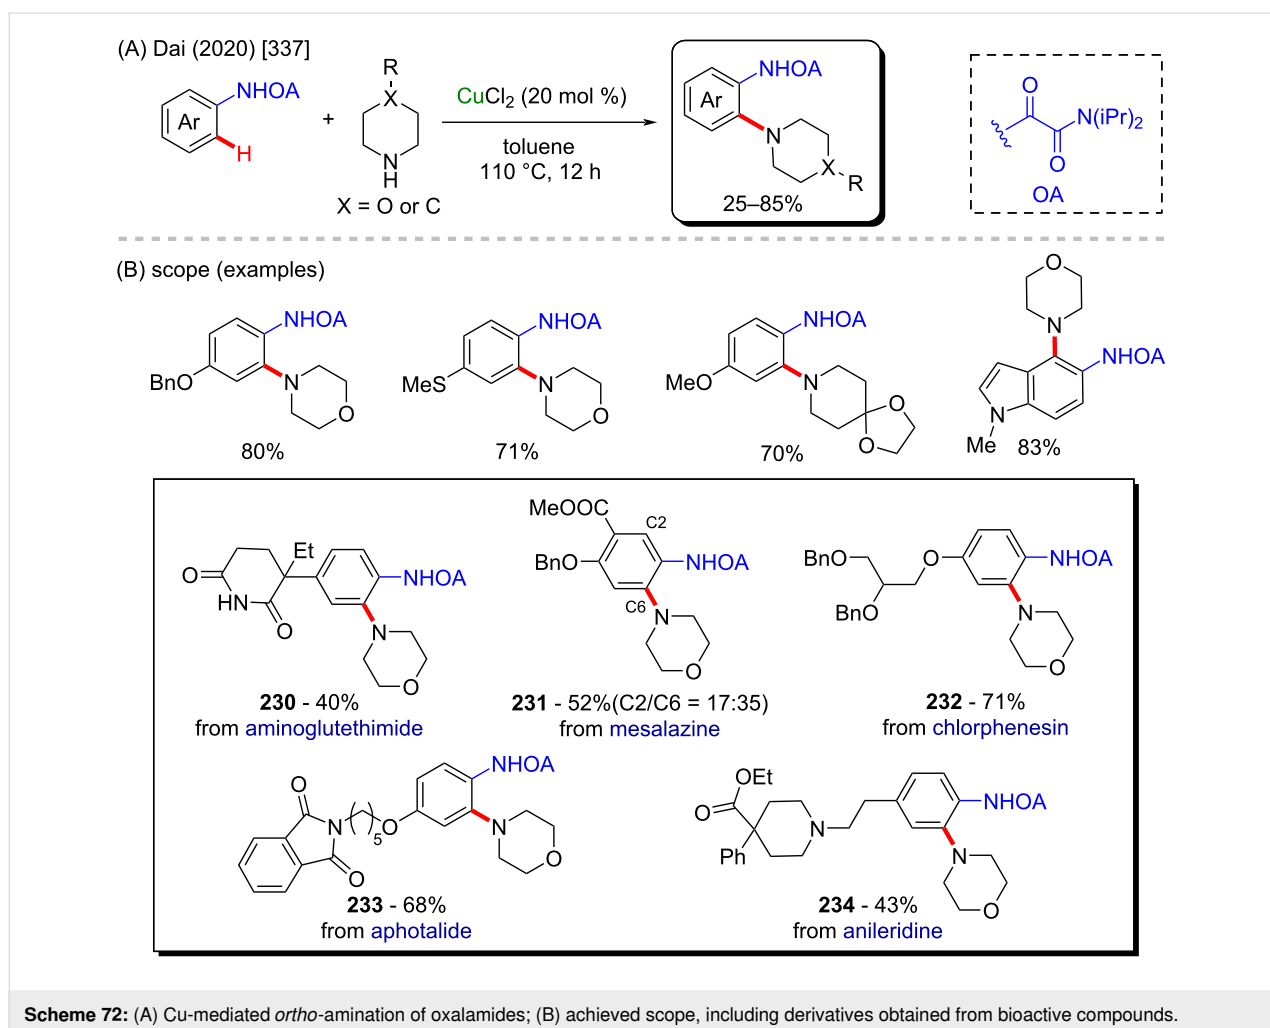 (A) Dai (2020) [337]
NHOA
Ar
H
+
R
X
N
H
X = O or C
CuCl2 (20 mol %)
toluene
110 °C, 12 h
NHOA
Ar
N
X
R
25–85%
O
N(iPr)2
O
OA
(B) scope (examples)
NHOA
BnO
N
O
80%
NHOA
MeS
N
O
71%
NHOA
MeO
N
O
O
70%
O
N
NHOA
N
Me
83%
Et
O
NH
O
NHOA
N
O
230 - 40%
from aminoglutethimide
MeOOC
C2
BnO
NHOA
C6
N
O
231 - 52%(C2/C6 = 17:35)
from mesalazine
BnO
O
BnO
NHOA
N
O
232 - 71%
from chlorphenesin
O
N
O
5
O
NHOA
N
O
233 - 68%
from aphotalide
OEt
O
Ph
N
NHOA
N
O
234 - 43%
from anileridine
Scheme 72: (A) Cu-mediated ortho-amination of oxalamides; (B) achieved scope, including derivatives obtained from bioactive compounds.